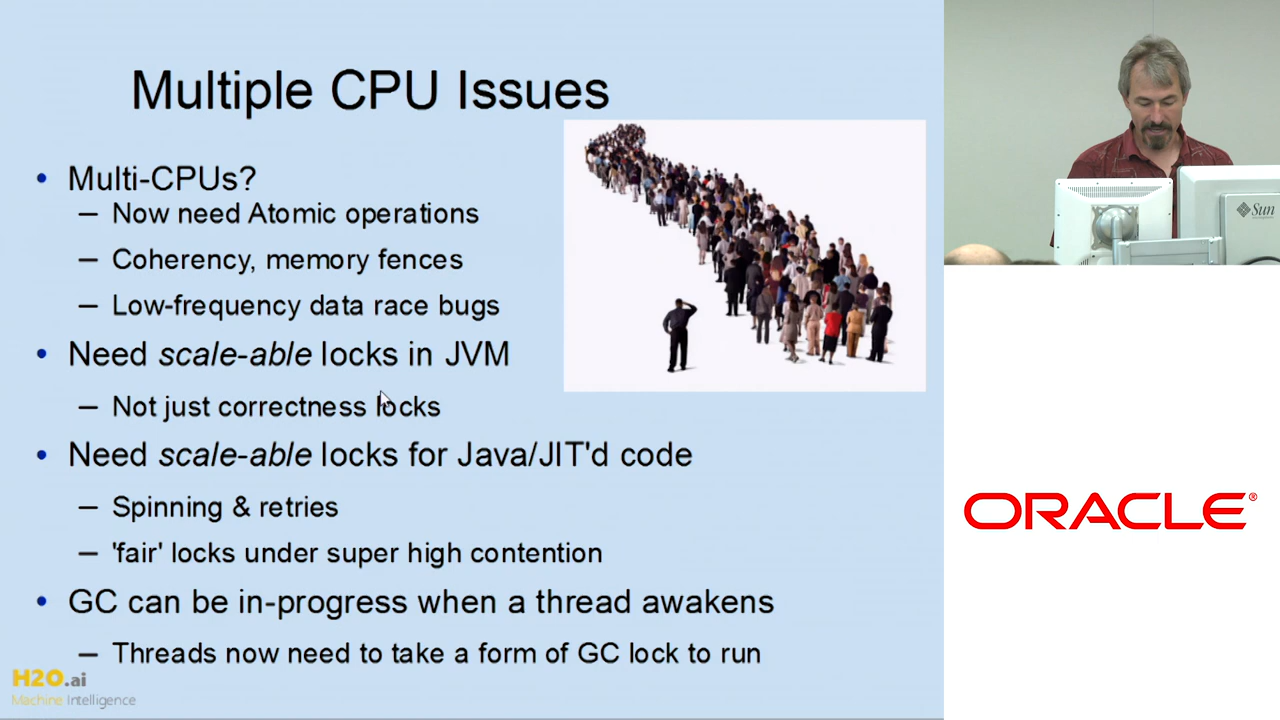 Multiple CPU Issues
• Multi-CPUs?
– Now need Atomic operations
– Coherency, memory fences
– Low-frequency data race bugs
• Need scale-able locks in JVM
– Not just correctness locks
• Need scale-able locks for Java/JIT'd code
– Spinning & retries
– 'fair' locks under super high contention
• GC can be in-progress when a thread awakens
– Threads now need to take a form of GC lock to run
H2O.ai
Machine Intelligence
Sun
ORACLE®